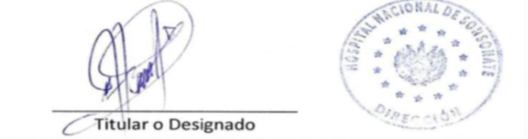 HOSPITAL NACIONAL DE SONSONATE
DIRECCIÓN
Titular o Designado